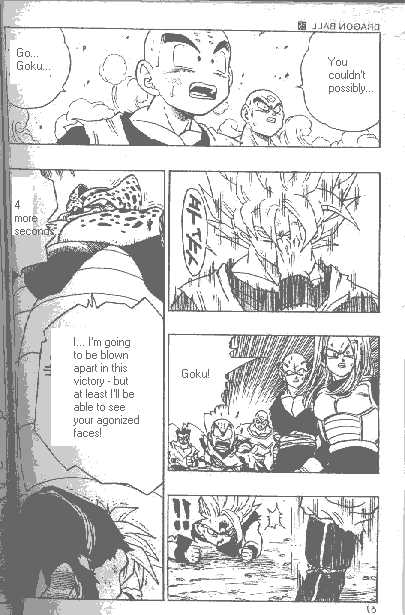 DRAGON BALL
Go...
Goku...
You
couldn't
possibly...
4
more
seconds
I... I'm going
to be blown
apart in this
victory - but
at least I'll be
able to see
your agonized
faces!
Goku!
!!